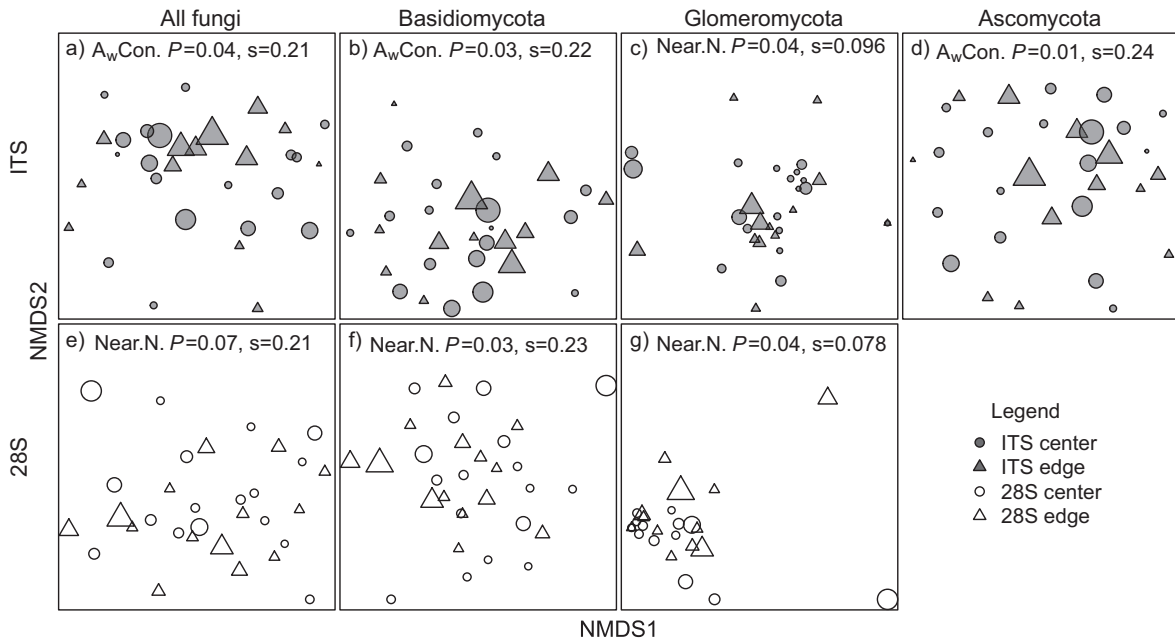 All fungi Basidiomycota Glomeromycota Ascomycota
a) AwCon. P=0.04, s=0.21
b) AwCon. P=0.03, s=0.22
c) Near.N. P=0.04, s=0.096
d) AwCon. P=0.01, s=0.24
ITS
NMDS2
e) Near.N. P=0.07, s=0.21
f) Near.N. P=0.03, s=0.23
g) Near.N. P=0.04, s=0.078
28S
Legend
ITS center
ITS edge
28S center
28S edge
NMDS1